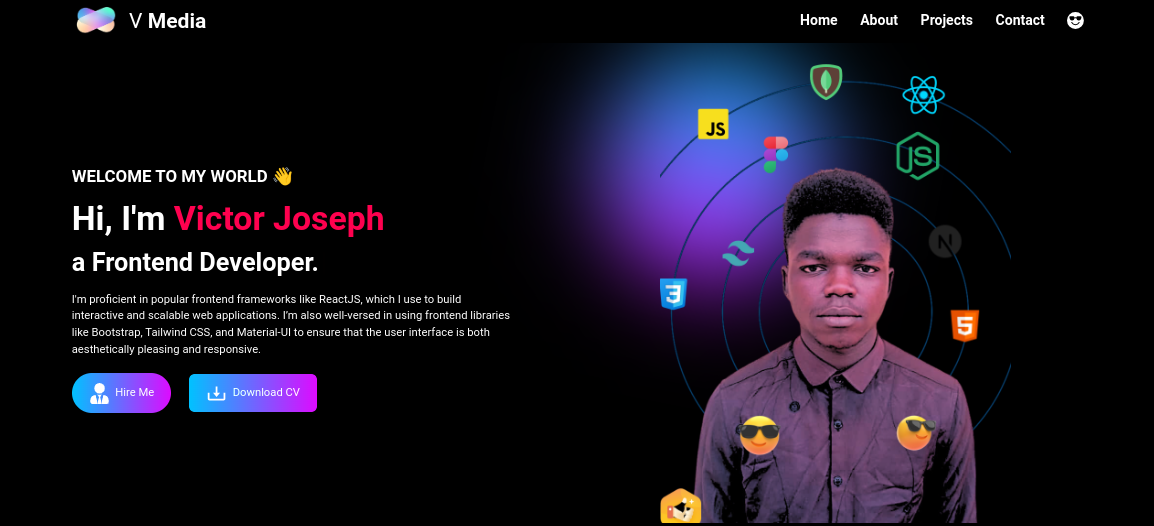 V Media
Home About Projects Contact
JS
JS
N
WELCOME TO MY WORLD 👋
Hi, I'm Victor Joseph
a Frontend Developer.
3
5
I'm proficient in popular frontend frameworks like ReactJS, which I use to build
interactive and scalable web applications. I'm also well-versed in using frontend libraries
like Bootstrap, Tailwind CSS, and Material-UI to ensure that the user interface is both
aesthetically pleasing and responsive.
Hire Me
Download CV